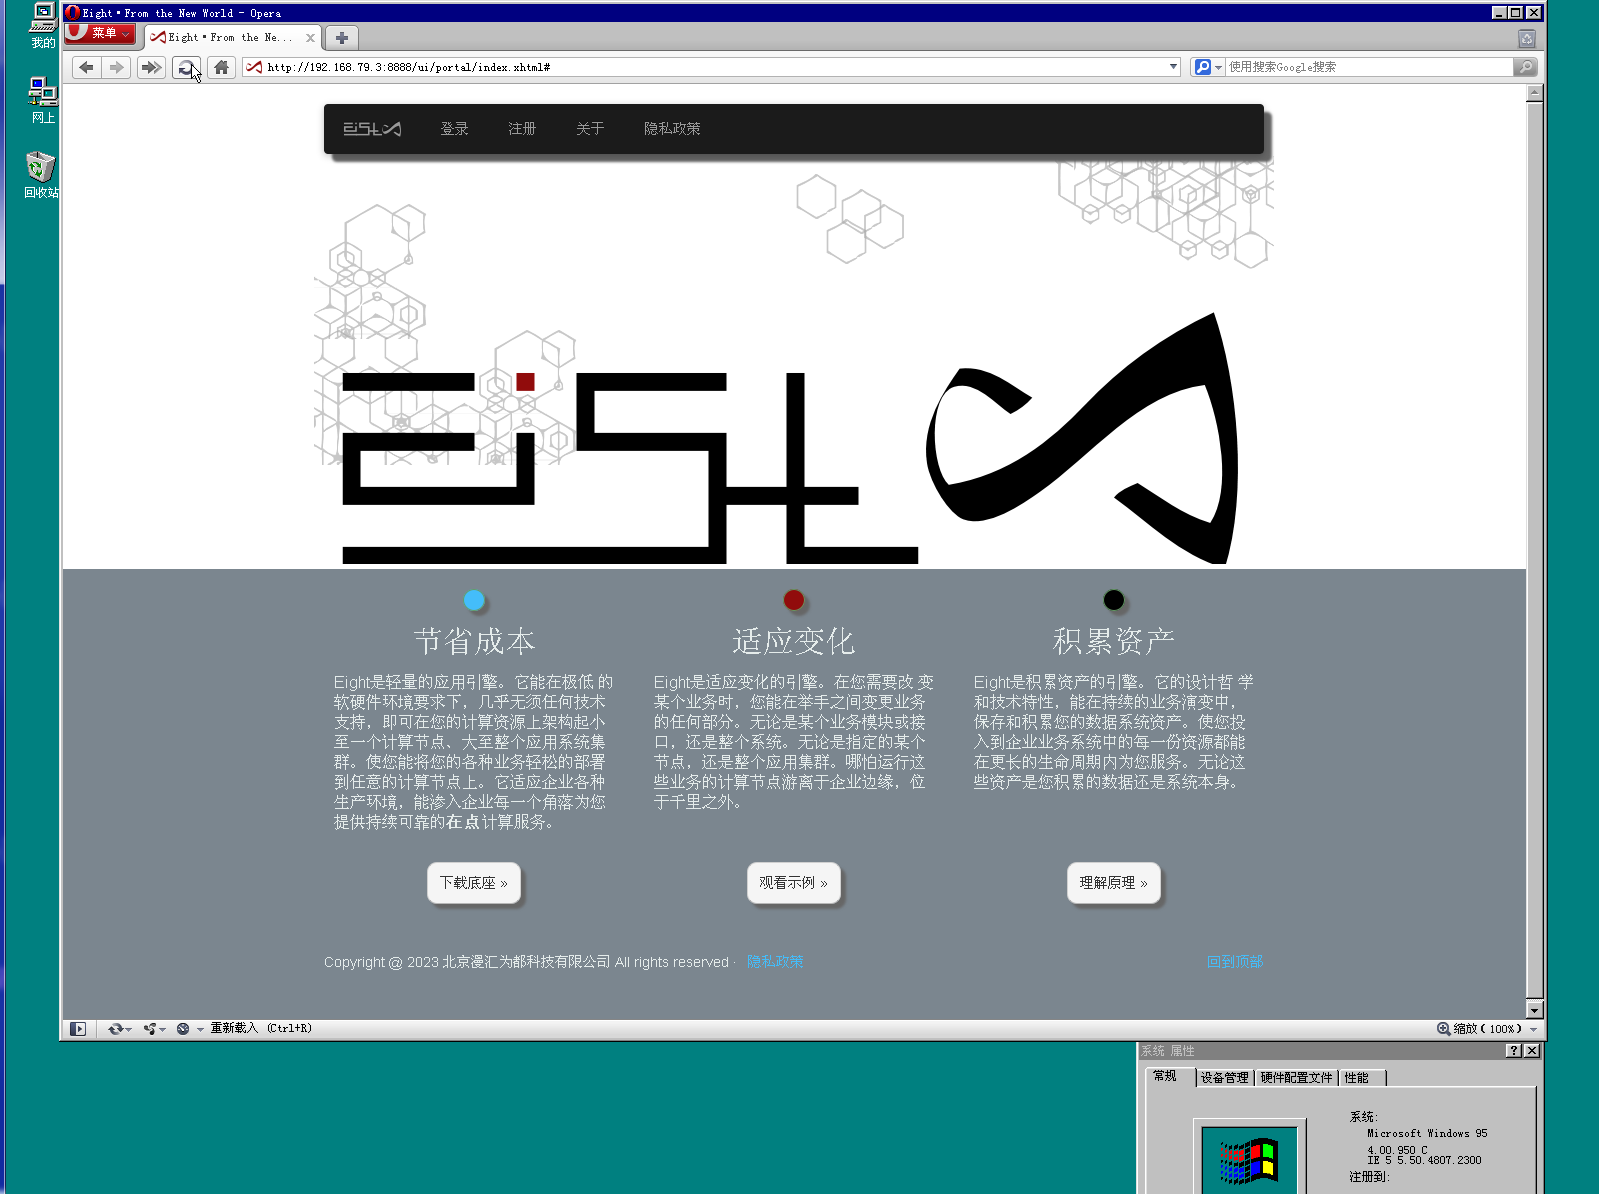 我的
网上
回收站
Eight·From the New World - Opera
菜单
Eight·From the Ne...
http://192.168.79.3:8888/ui/portal/index.xhtml#
使用搜索Google搜索
登录 注册 关于 隐私政策
节省成本
Eight是轻量的应用引擎。它能在极低 的
软硬件环境要求下，几乎无须任何技术
支持，即可在您的计算资源上架构起小
至一个计算节点、大至整个应用系统集
群。使您能将您的各种业务轻松的部署
到任意的计算节点上。它适应企业各种
生产环境，能渗入企业每一个角落为您
提供持续可靠的在点计算服务。
下载底座 »
适应变化
Eight是适应变化的引擎。在您需要改 变
某个业务时，您能在举手之间变更业务
的任何部分。无论是某个业务模块或接
口，还是整个系统。无论是指定的某个
节点，还是整个应用集群。哪怕运行这
些业务的计算节点游离于企业边缘，位
于千里之外。
观看示例 »
积累资产
Eight是积累资产的引擎。它的设计哲 学
和技术特性，能在持续的业务演变中，
保存和积累您的数据系统资产。使您投
入到企业业务系统中的每一份资源都能
在更长的生命周期内为您服务。无论这
些资产是您积累的数据还是系统本身。
理解原理 »
Copyright @ 2023 北京漫汇为都科技有限公司 All rights reserved · 隐私政策
回到顶部
重新载入 (Ctrl+R)
缩放(100%)
系统 属性
常规 设备管理 硬件配置文件 性能
系统:
Microsoft Windows 95
4.00.950 C
IE 5 5.50.4807.2300
注册到: